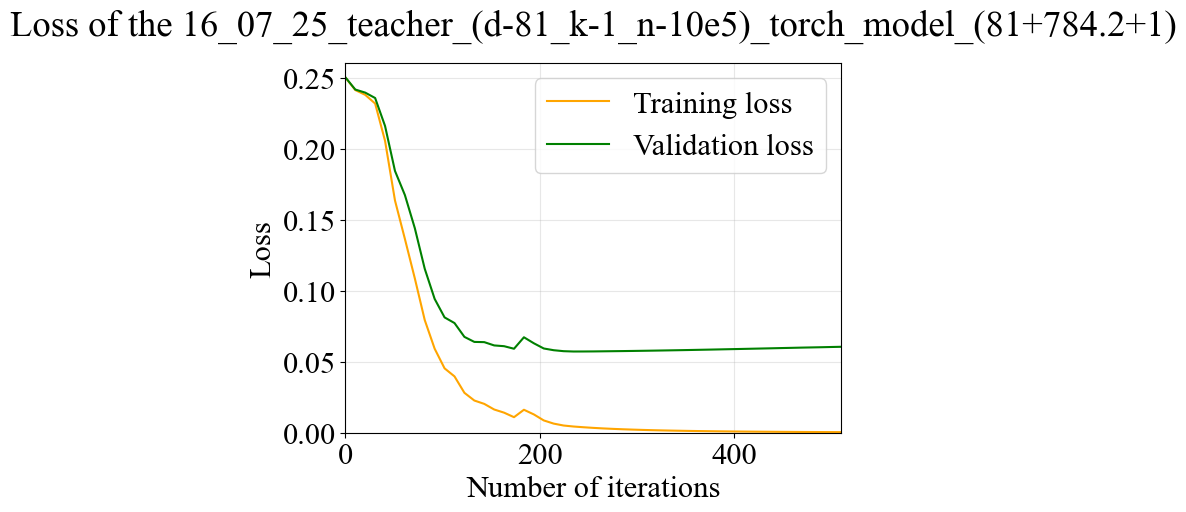 Loss of the 16_07_25_teacher_(d-81_k-1_n-10e5)_torch_model_(81+784.2+1)
0.25
0.20
0.15
0.10
0.05
0.00
Loss
Training loss
Validation loss
0
200
400
Number of iterations